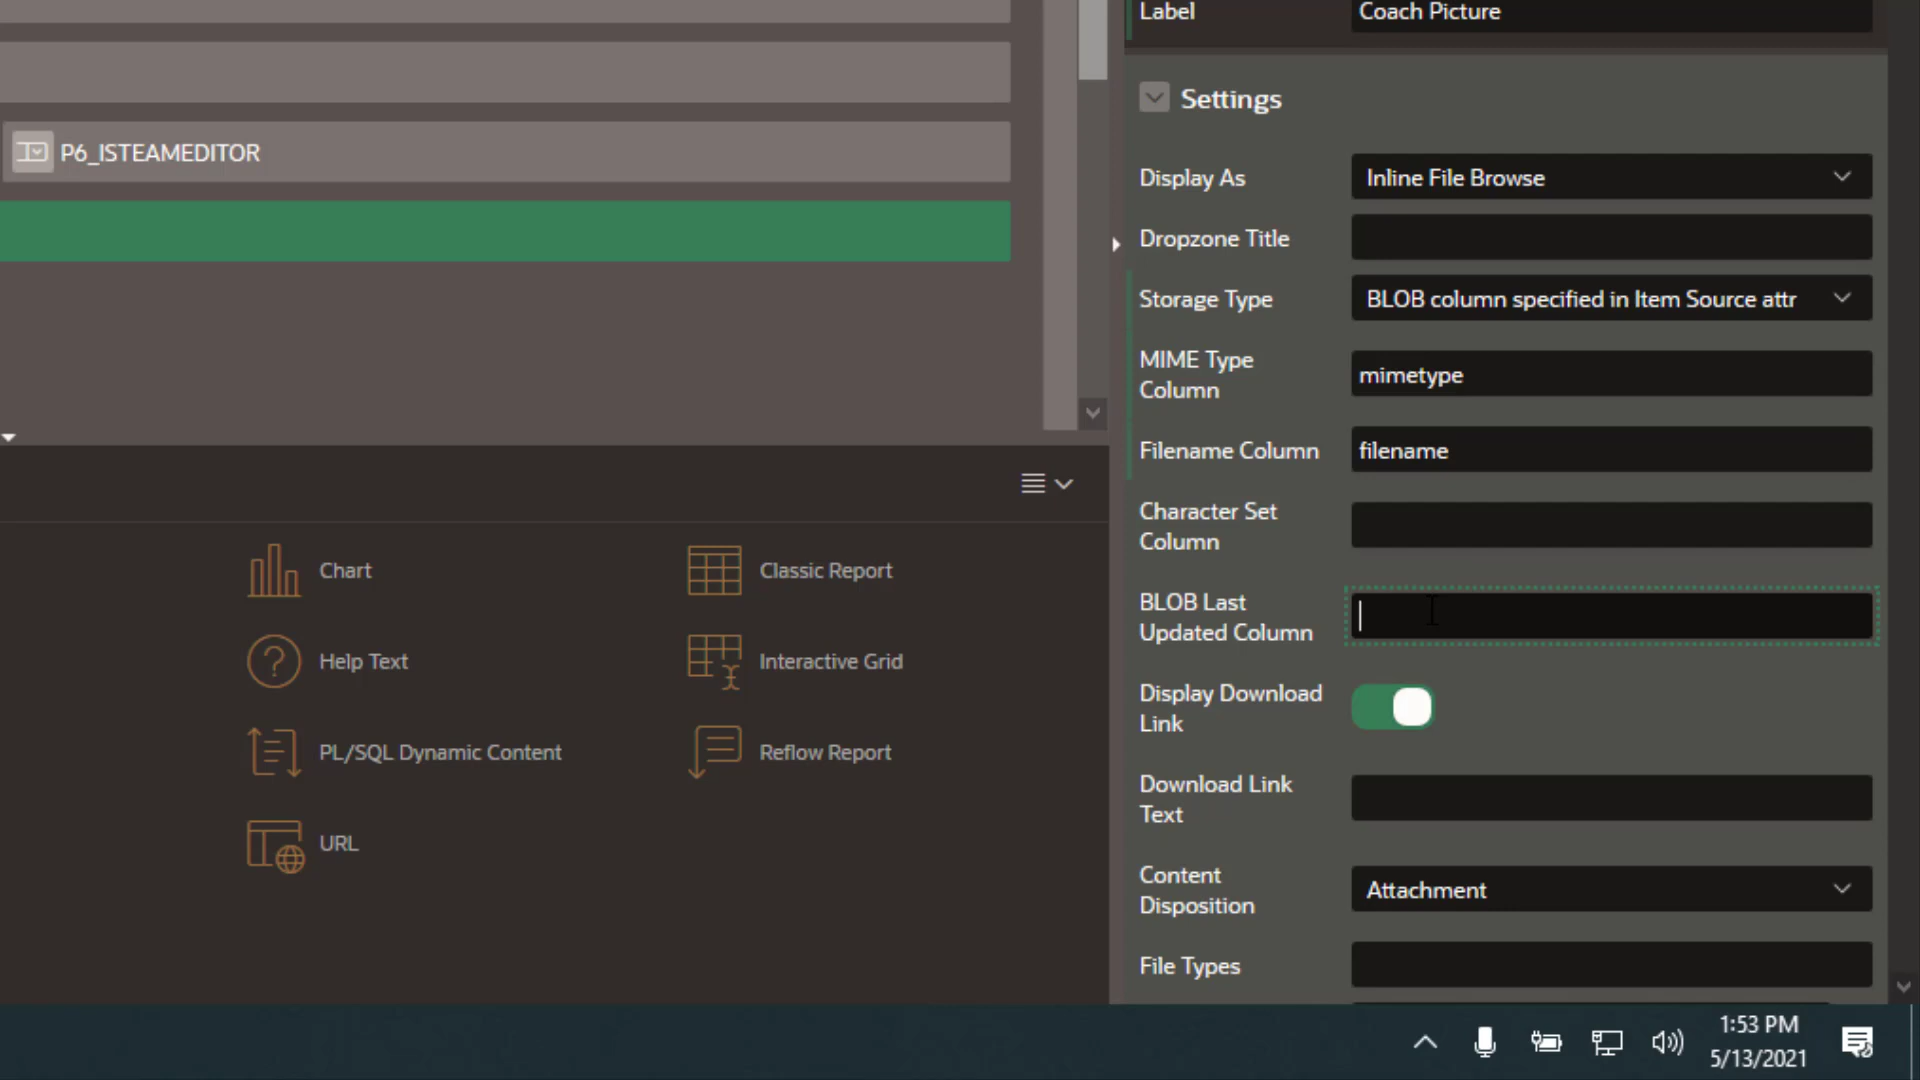 Label
Coach Picture
Settings
P6_ISTEAMEDITOR
Display As
Inline File Browse
Dropzone Title
Storage Type
BLOB column specified in Item Source attr
MIME Type
Column
mimetype
Filename Column
filename
Character Set
Column
BLOB Last
Updated Column
Display Download
Link
Download Link
Text
Content
Disposition
Attachment
File Types
Chart
Classic Report
Help Text
Interactive Grid
PL/SQL Dynamic Content
Reflow Report
URL
1:53 PM
5/13/2021